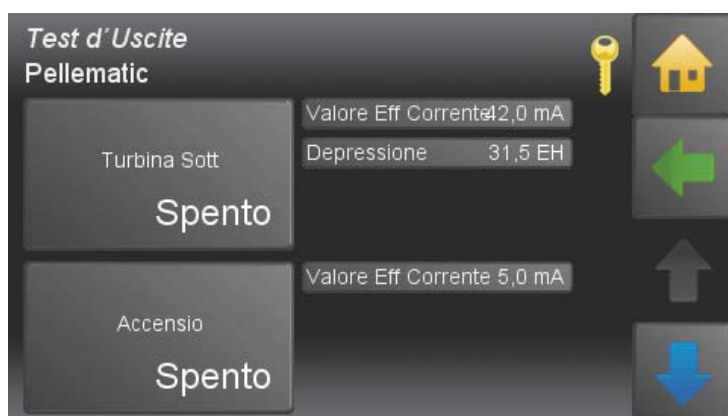 Test d´Uscite
Pellematic
Valore Eff Corrente 42,0 mA
Turbina Sott
Depressione 31,5 EH
Spento
Valore Eff Corrente 5,0 mA
Accensio
Spento